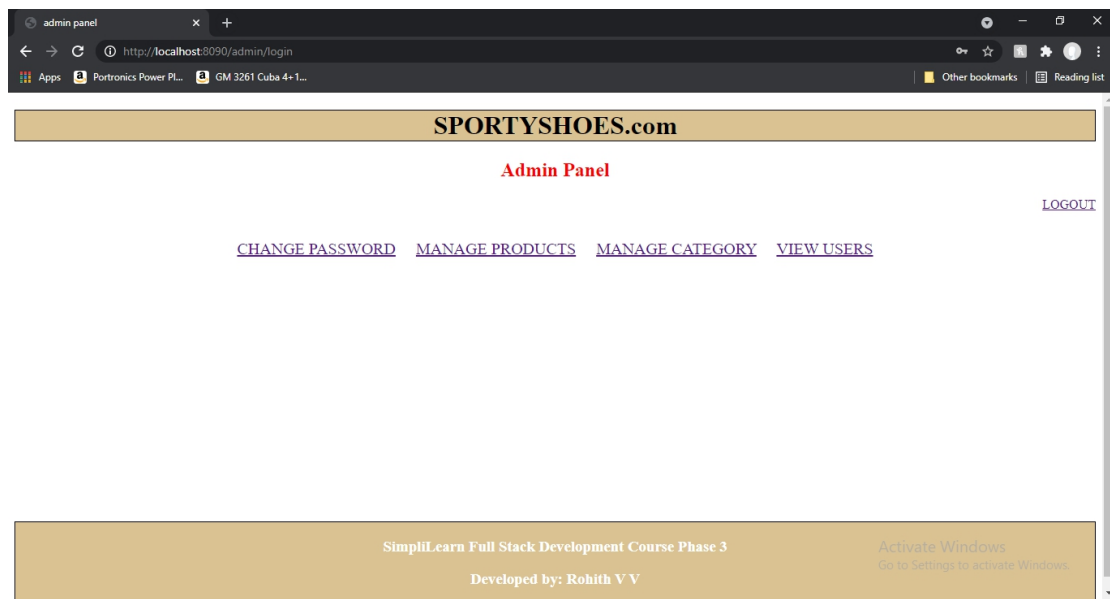 admin panel
http://localhost:8090/admin/login
Apps
Portronics Power Pl...
GM 3261 Cuba 4+1...
Other bookmarks
Reading list
SPORTYSHOES.com
Admin Panel
LOGOUT
CHANGE PASSWORD MANAGE PRODUCTS MANAGE CATEGORY VIEW USERS
SimpliLearn Full Stack Development Course Phase 3
Developed by: Rohith V V
Activate Windows
Go to Settings to activate Windows.